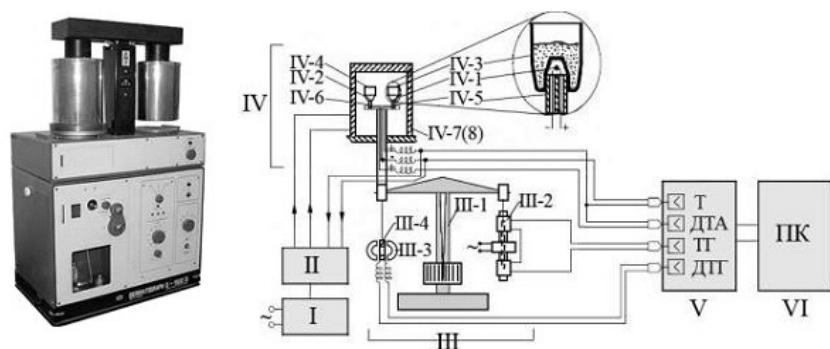 IV-4
IV-2
IV-6
IV
IV-3
IV-1
IV-5
- +
IV-7(8)
III-4
III-3
III-1
III-2
~
II
~
I
III
Т
ДТА
ТГ
ДТГ
V
ПК
VI